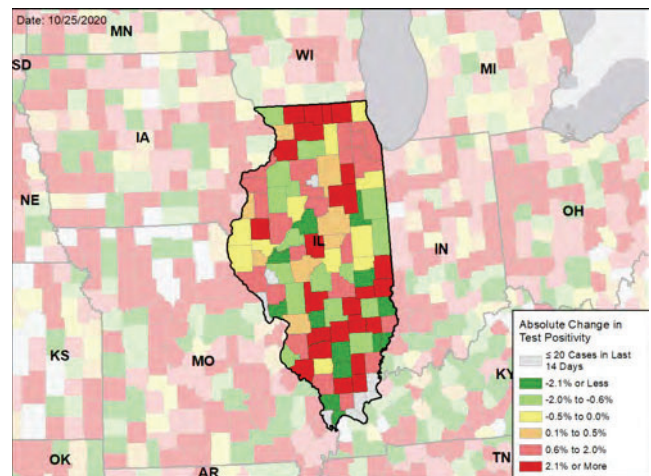 Date: 10/25/2020
MN
SD
WI
MI
IA
NE
OH
IL
IN
KS
MO
KY
OK
AR
TN
Absolute Change in
Test Positivity
≤ 20 Cases in Last
14 Days
-2.1% or Less
-2.0% to -0.6%
-0.5% to 0.0%
0.1% to 0.5%
0.6% to 2.0%
2.1% or More